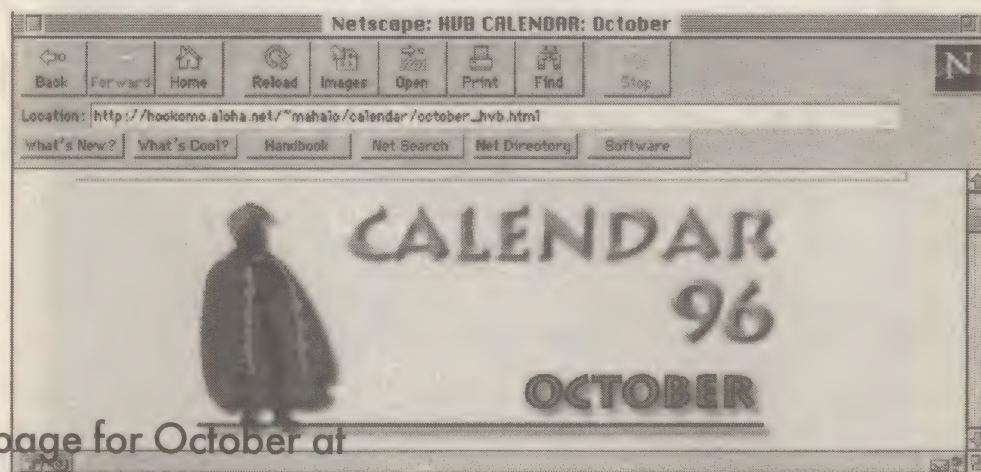 Netscape: HVB CALENDAR: October
Back Forward Home Reload Images Open Print Find Stop
N
Location: http://hookomo.aloha.net/~mahalo/calendar/october_hvb.html
What's New? What's Cool? Handbook Net Search Net Directory Software
CALENDAR
96
OCTOBER
page for October at